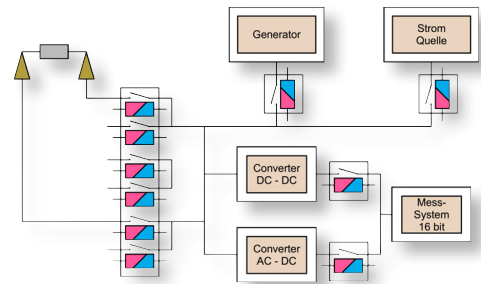 Generator
Strom
Quelle
Converter
DC - DC
Mess-
System
16 bit
Converter
AC - DC